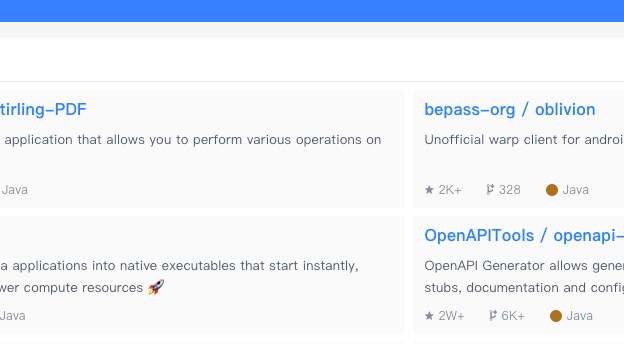 tirling-PDF
application that allows you to perform various operations on
Java
bepass-org / oblivion
Unofficial warp client for androi
2K+ 328 Java
a applications into native executables that start instantly,
wer compute resources 🚀
Java
OpenAPITools / openapi-
OpenAPI Generator allows gener
stubs, documentation and config
2W+ 6K+ Java